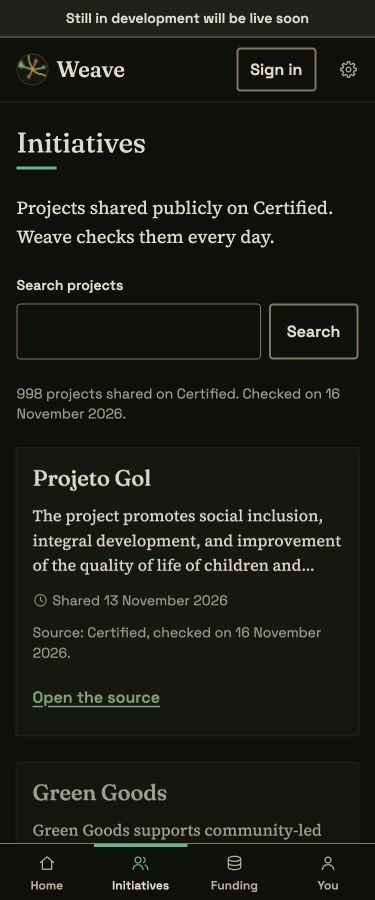 Still in development will be live soon
Weave
Sign in
Initiatives
Projects shared publicly on Certified.
Weave checks them every day.
Search projects
Search
998 projects shared on Certified. Checked on 16
November 2026.
Projeto Gol
The project promotes social inclusion,
integral development, and improvement
of the quality of life of children and...
Shared 13 November 2026
Source: Certified, checked on 16 November
2026.
Open the source
Green Goods
Green Goods supports community-led
Home
Initiatives
Funding
You